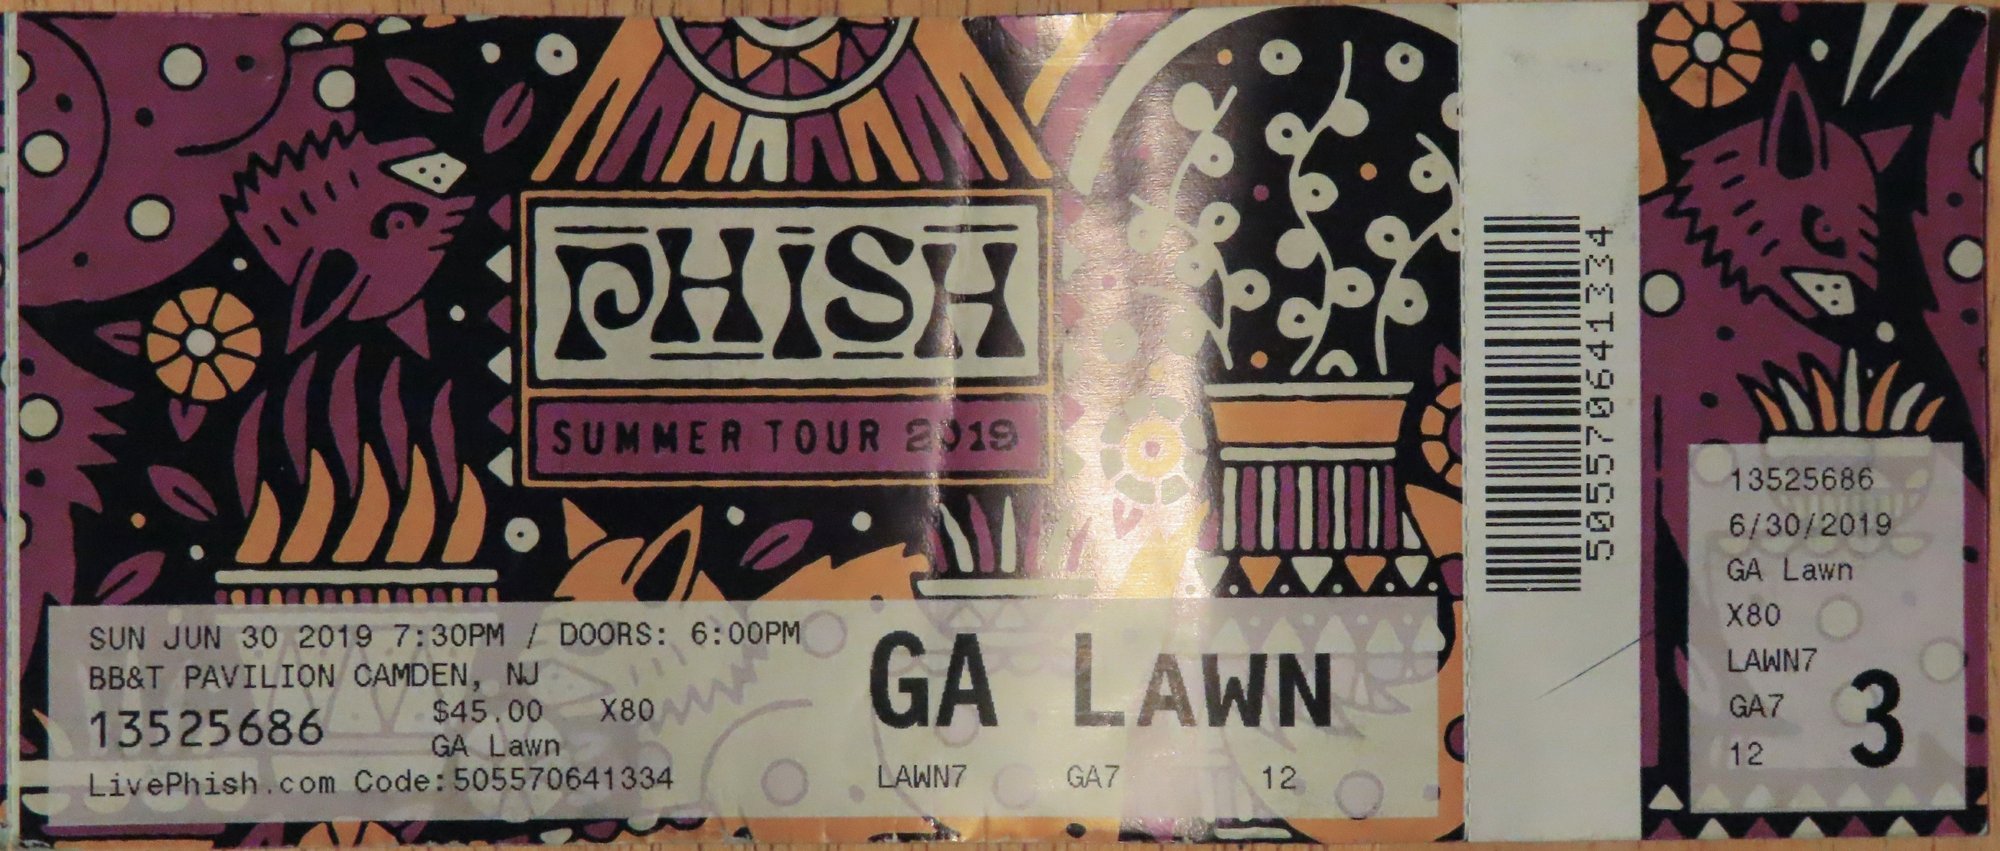 PHISH
SUMMER TOUR 2019
SUN JUN 30 2019 7:30PM / DOORS: 6:00PM
BB&T PAVILION CAMDEN, NJ
13525686
$45.00 X80
GA Lawn
LivePhish.com Code:505570641334
GA LAWN
LAWN7 GA7 12
505570641334
13525686
6/30/2019
GA Lawn
X80
LAWN7
GA7
12
3